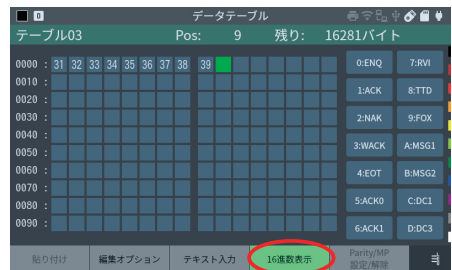 0 データテーブル
テーブル03 Pos: 9 残り: 16281バイト
0000 : 31 32 33 34 35 36 37 38 39
0010 :
0020 :
0030 :
0040 :
0050 :
0060 :
0070 :
0080 :
0090 :
0:ENQ 7:RVI
1:ACK 8:TTD
2:NAK 9:FOX
3:WACK A:MSG1
4:EOT B:MSG2
5:ACK0 C:DC1
6:ACK1 D:DC3
貼り付け 編集オプション テキスト入力 16進数表示 Parity/MP
設定/解除